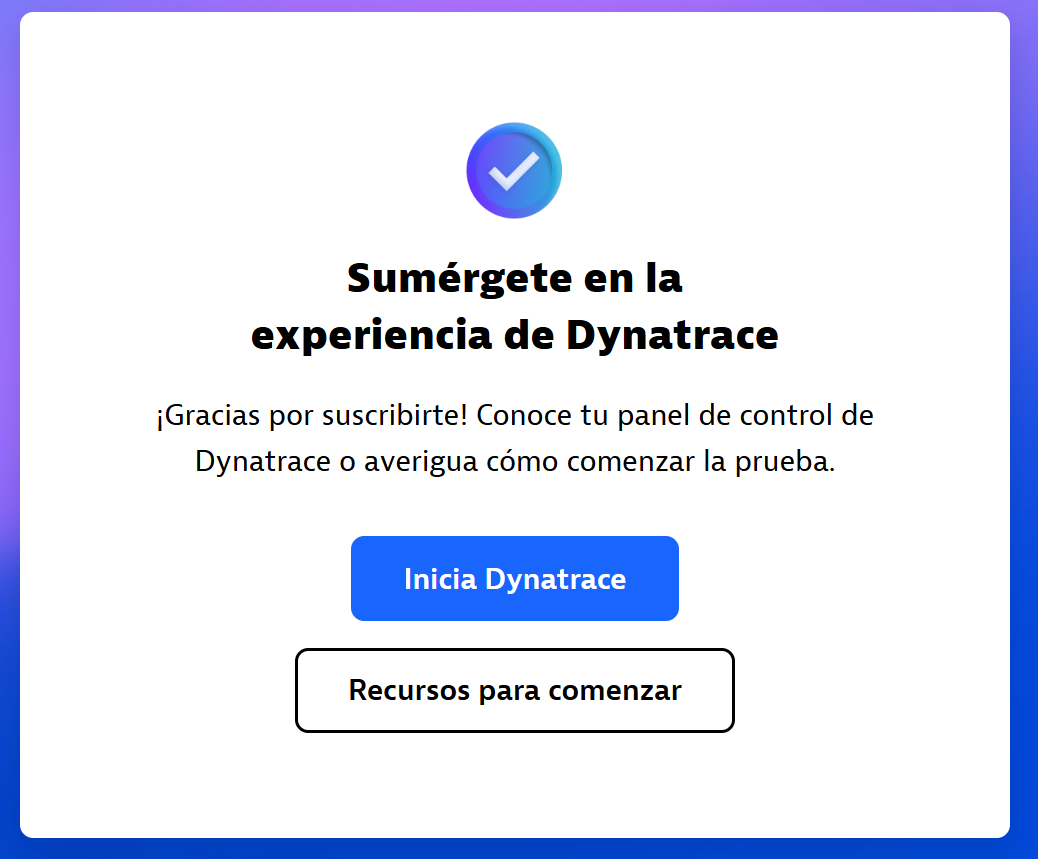 Sumérgete en la
experiencia de Dynatrace
¡Gracias por suscribirte! Conoce tu panel de control de
Dynatrace o averigua cómo comenzar la prueba.
Inicia Dynatrace
Recursos para comenzar